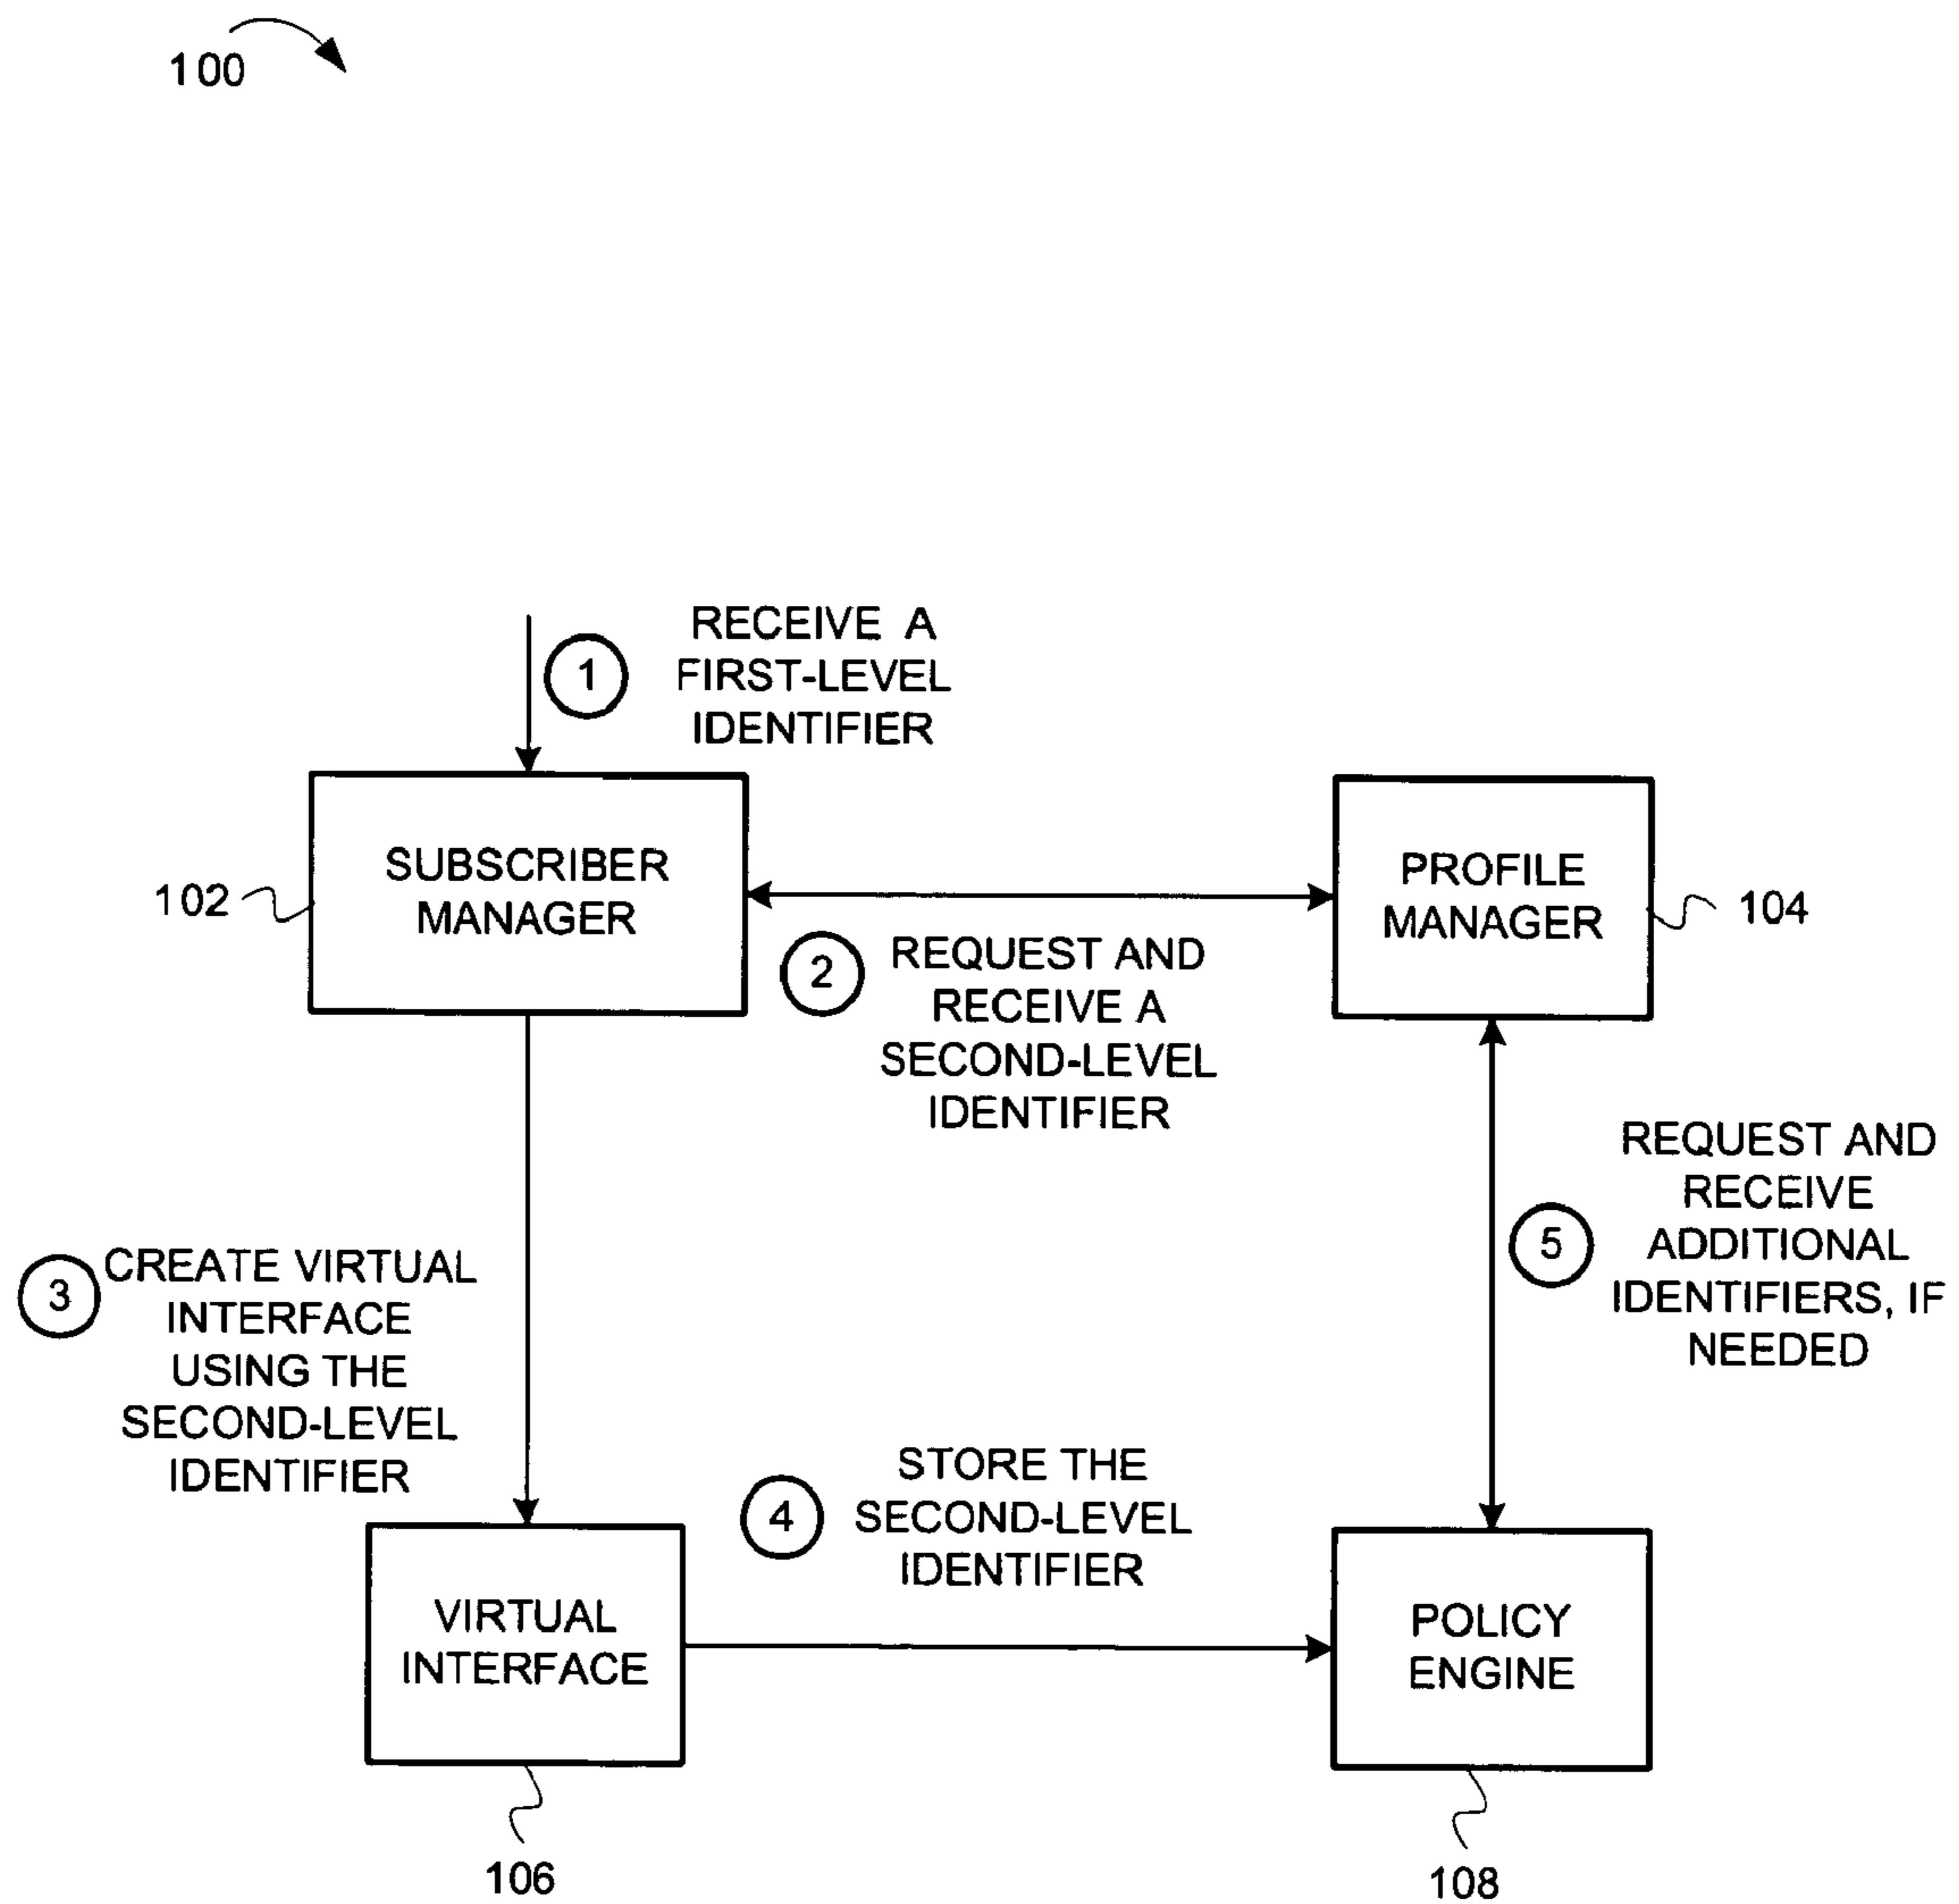 100
1
RECEIVE A
FIRST-LEVEL
IDENTIFIER
SUBSCRIBER
MANAGER
102
PROFILE
MANAGER
104
2
REQUEST AND
RECEIVE A
SECOND-LEVEL
IDENTIFIER
3
CREATE VIRTUAL
INTERFACE
USING THE
SECOND-LEVEL
IDENTIFIER
5
REQUEST AND
RECEIVE
ADDITIONAL
IDENTIFIERS, IF
NEEDED
4
STORE THE
SECOND-LEVEL
IDENTIFIER
VIRTUAL
INTERFACE
106
POLICY
ENGINE
108